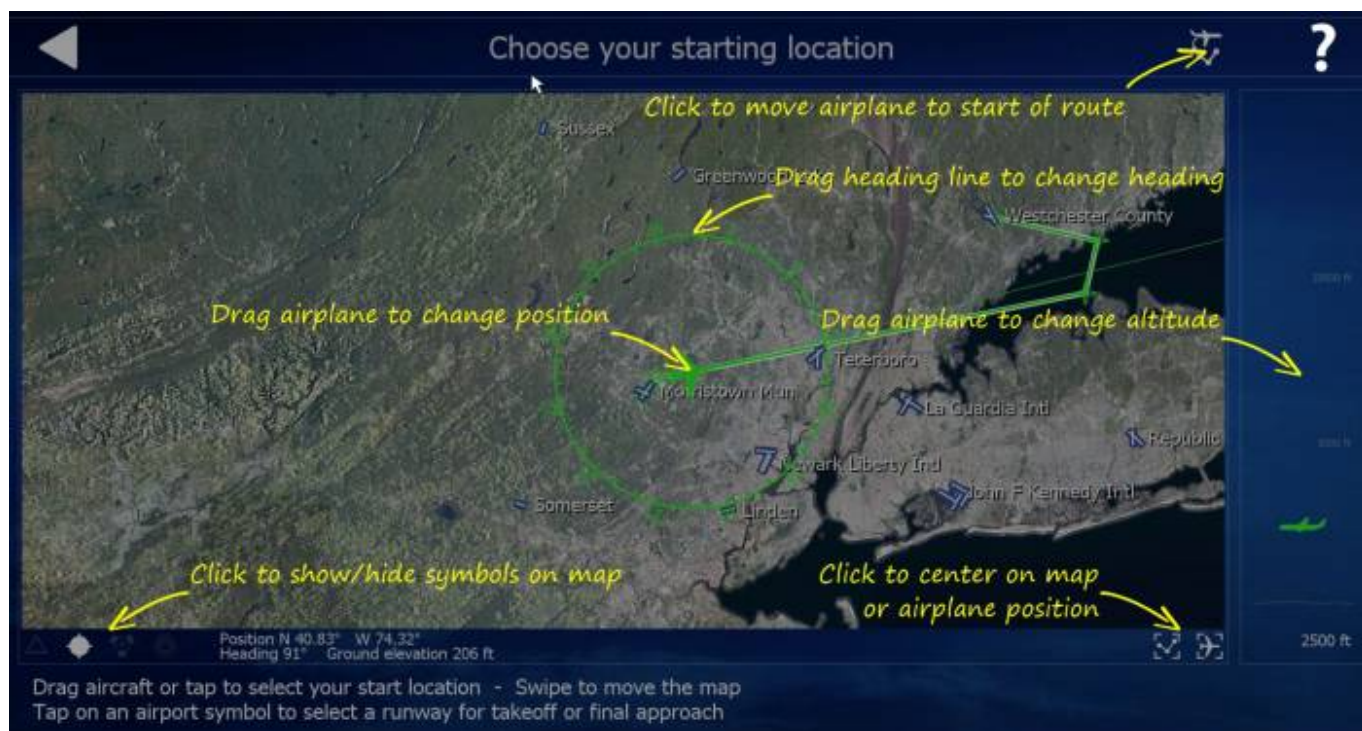 Choose your starting location
?
Click to move airplane to start of route
Sussex
Drag heading line to change heading
Westchester County
Drag airplane to change position
Drag airplane to change altitude
Teterboro
Morristown Mun
La Guardia Intl
Republic
Newark Liberty Intl
John F Kennedy Intl
Somerset
Linden
Click to show/hide symbols on map
Click to center on map
or airplane position
Position N 40.83° W 74.32°
Heading 91° Ground elevation 206 ft
2500 ft
Drag aircraft or tap to select your start location - Swipe to move the map
Tap on an airport symbol to select a runway for takeoff or final approach